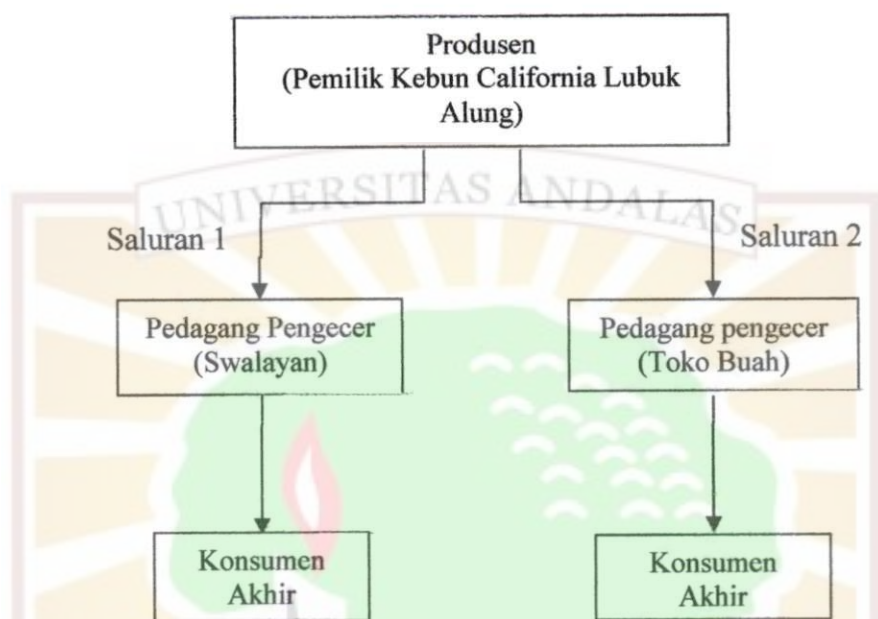 Produsen
(Pemilik Kebun California Lubuk
Alung)
UNIVERSITAS ANDALAS
Saluran 1
Saluran 2
Pedagang Pengecer
(Swalayan)
Pedagang pengecer
(Toko Buah)
Konsumen
Akhir
Konsumen
Akhir